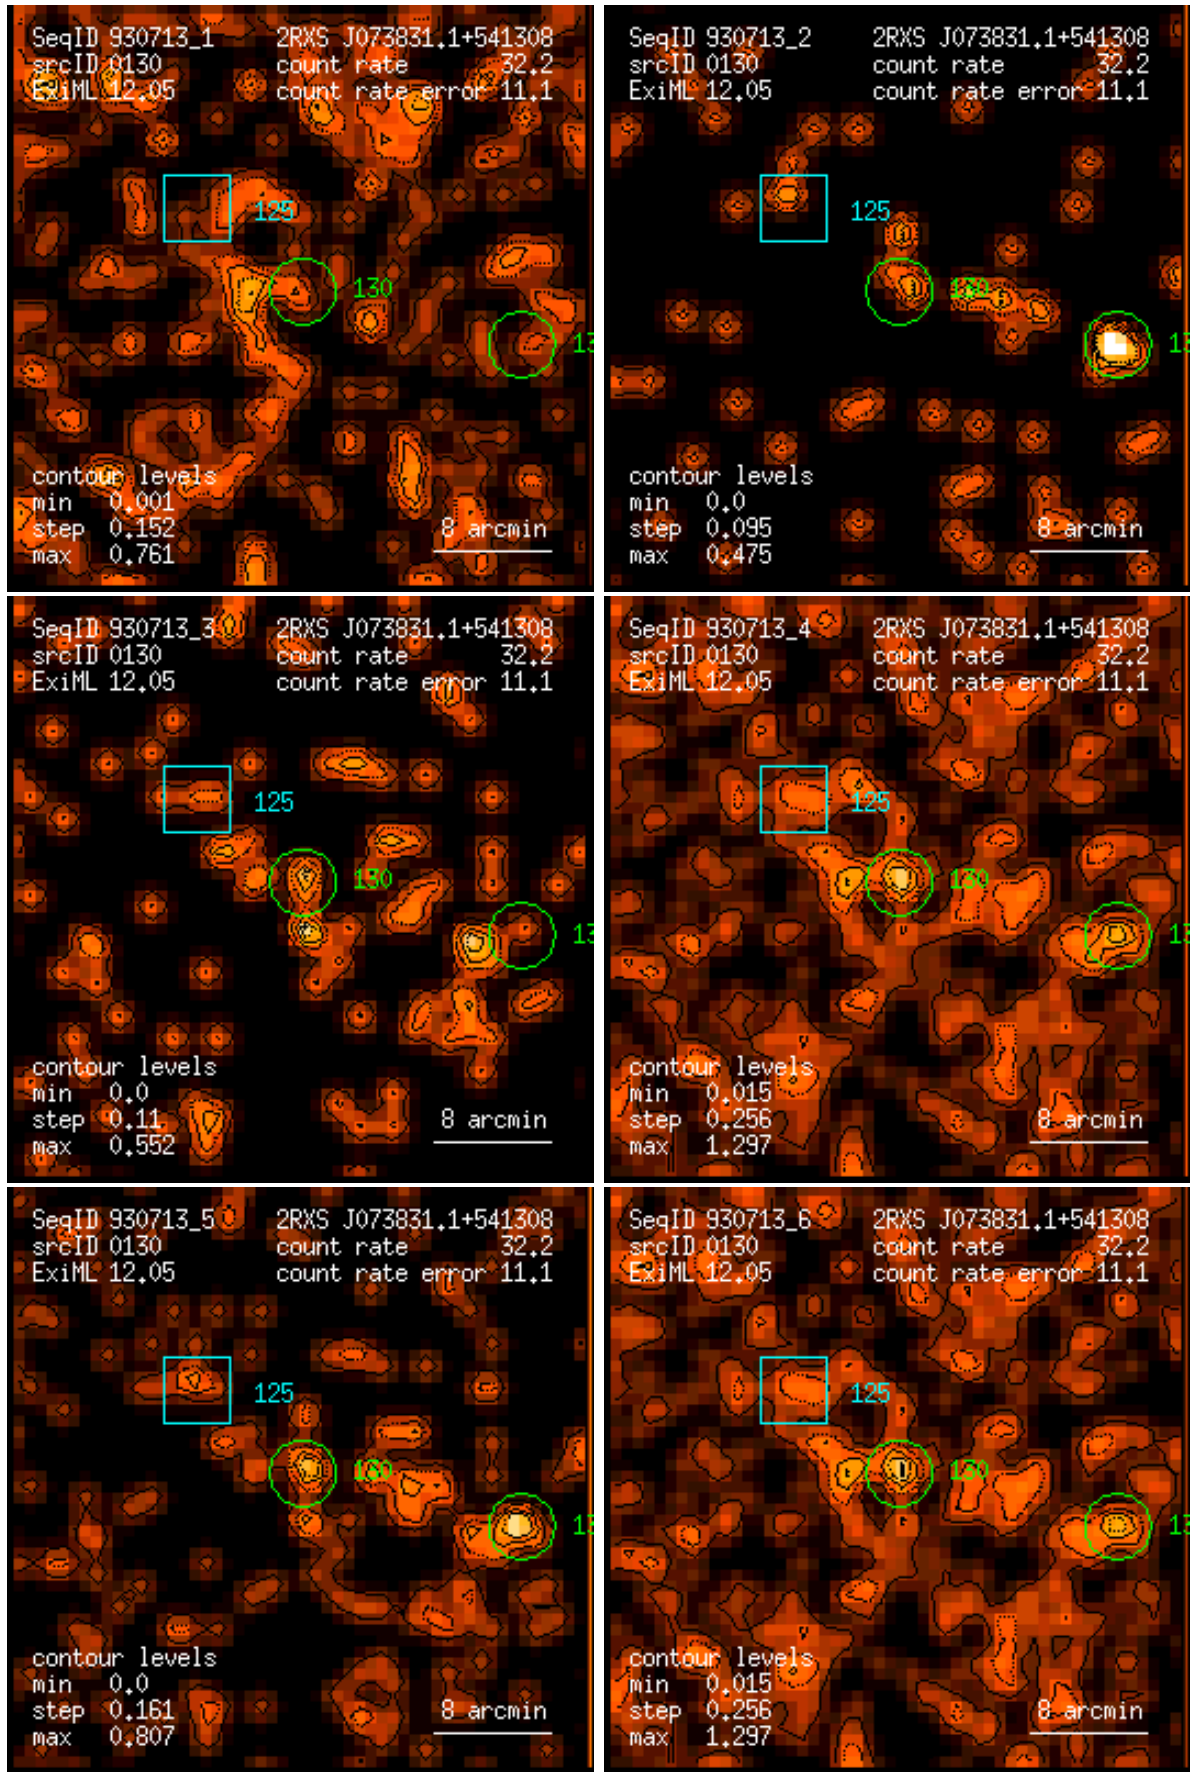 SeqID 930713_1 2RXS J073831.1+541308
srcID 0130 count rate 32.2
ExiML 12.05 count rate error 11.1
125
130
13
contour levels
min 0.001
step 0.152
max 0.761
8 arcmin
SeqID 930713_2 2RXS J073831.1+541308
srcID 0130 count rate 32.2
ExiML 12.05 count rate error 11.1
125
130
13
contour levels
min 0.0
step 0.095
max 0.475
8 arcmin
SeqID 930713_3 2RXS J073831.1+541308
srcID 0130 count rate 32.2
ExiML 12.05 count rate error 11.1
125
130
13
contour levels
min 0.0
step 0.11
max 0.552
8 arcmin
SeqID 930713_4 2RXS J073831.1+541308
srcID 0130 count rate 32.2
ExiML 12.05 count rate error 11.1
125
130
13
contour levels
min 0.015
step 0.256
max 1.297
8 arcmin
SeqID 930713_5 2RXS J073831.1+541308
srcID 0130 count rate 32.2
ExiML 12.05 count rate error 11.1
125
130
13
contour levels
min 0.0
step 0.161
max 0.807
8 arcmin
SeqID 930713_6 2RXS J073831.1+541308
srcID 0130 count rate 32.2
ExiML 12.05 count rate error 11.1
125
130
13
contour levels
min 0.015
step 0.256
max 1.297
8 arcmin